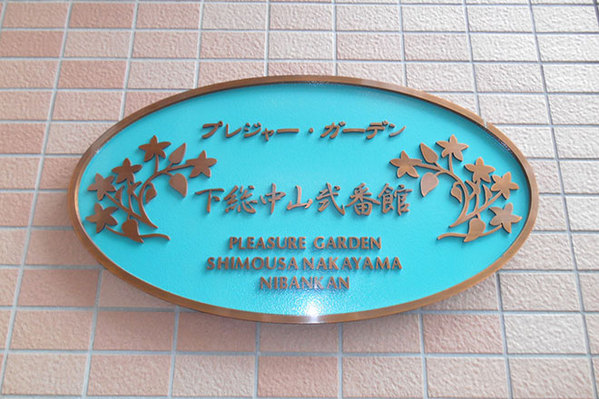 プレジャー・ガーデン
下総中山弐番館
PLEASURE GARDEN
SHIMOUSA NAKAYAMA
NIBANKAN